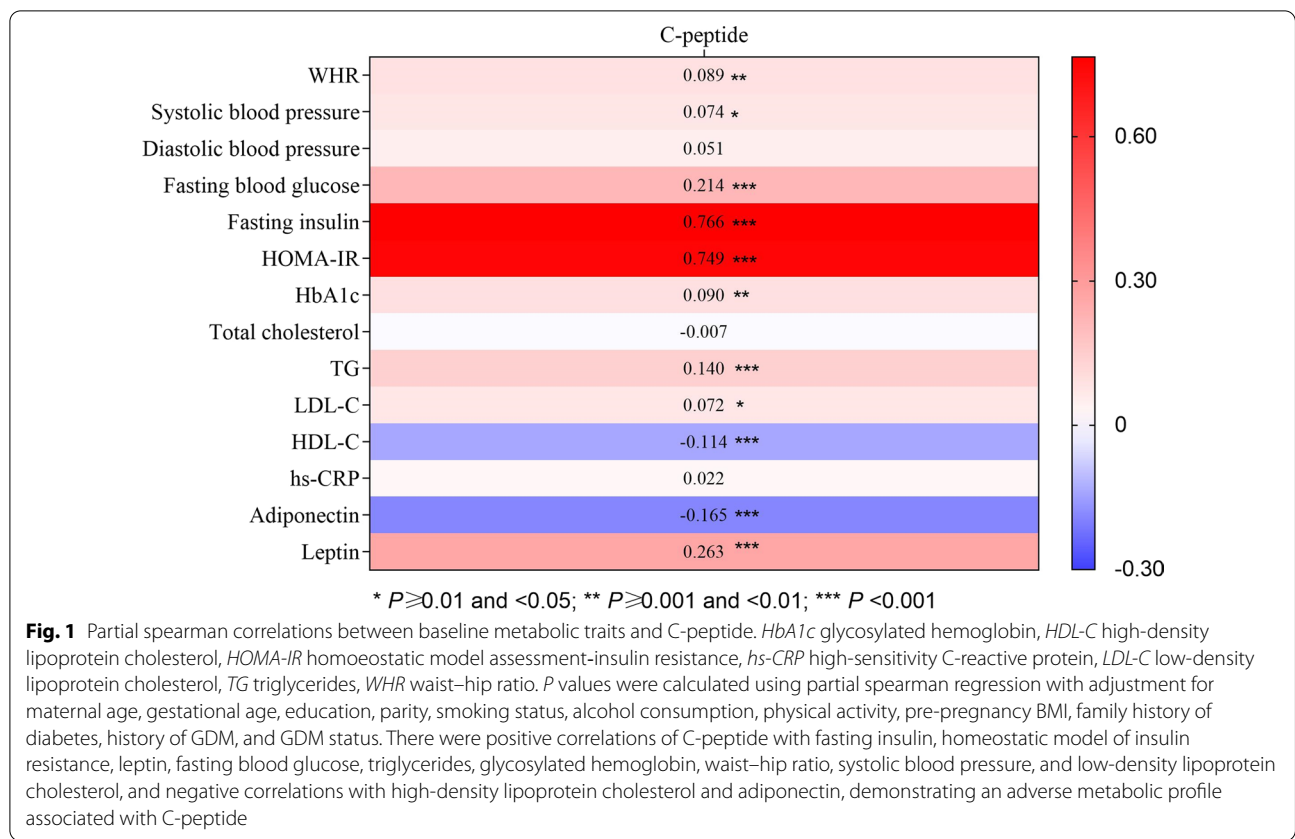 C-peptide
WHR 0.089 **
Systolic blood pressure 0.074 *
Diastolic blood pressure 0.051
0.60
Fasting blood glucose 0.214 ***
Fasting insulin 0.766 ***
HOMA-IR 0.749 ***
0.30
HbA1c 0.090 **
Total cholesterol -0.007
TG 0.140 ***
LDL-C 0.072 *
0
HDL-C -0.114 ***
hs-CRP 0.022
Adiponectin -0.165 ***
Leptin 0.263 ***
-0.30
* P⩾0.01 and <0.05; ** P⩾0.001 and <0.01; *** P <0.001
Fig. 1 Partial spearman correlations between baseline metabolic traits and C-peptide. HbA1c glycosylated hemoglobin, HDL-C high-density
lipoprotein cholesterol, HOMA-IR homoeostatic model assessment-insulin resistance, hs-CRP high-sensitivity C-reactive protein, LDL-C low-density
lipoprotein cholesterol, TG triglycerides, WHR waist–hip ratio. P values were calculated using partial spearman regression with adjustment for
maternal age, gestational age, education, parity, smoking status, alcohol consumption, physical activity, pre-pregnancy BMI, family history of
diabetes, history of GDM, and GDM status. There were positive correlations of C-peptide with fasting insulin, homeostatic model of insulin
resistance, leptin, fasting blood glucose, triglycerides, glycosylated hemoglobin, waist–hip ratio, systolic blood pressure, and low-density lipoprotein
cholesterol, and negative correlations with high-density lipoprotein cholesterol and adiponectin, demonstrating an adverse metabolic profile
associated with C-peptide